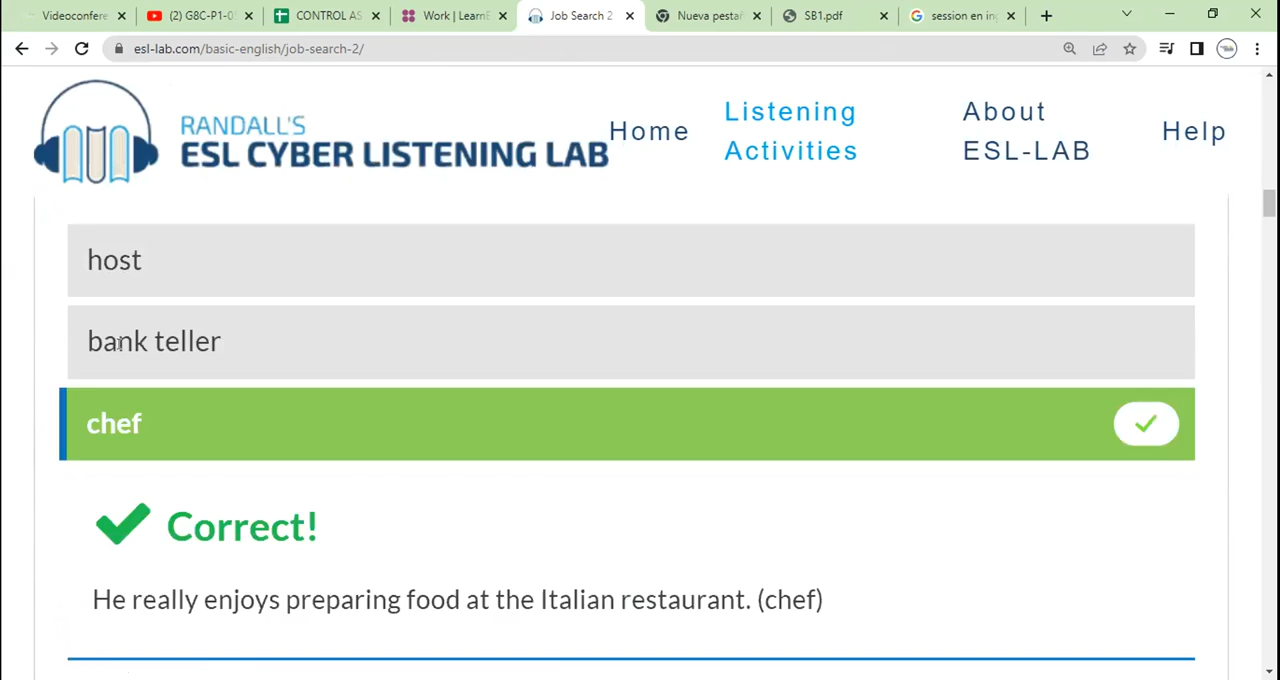 Videoconfere
(2) G8C-P1-0
CONTROL AS
Work | LearnE
Job Search 2
Nueva pesta
SB1.pdf
session en in
esl-lab.com/basic-english/job-search-2/
RANDALL'S
ESL CYBER LISTENING LAB
Home
Listening
Activities
About
ESL-LAB
Help
host
bank teller
chef
Correct!
He really enjoys preparing food at the Italian restaurant. (chef)